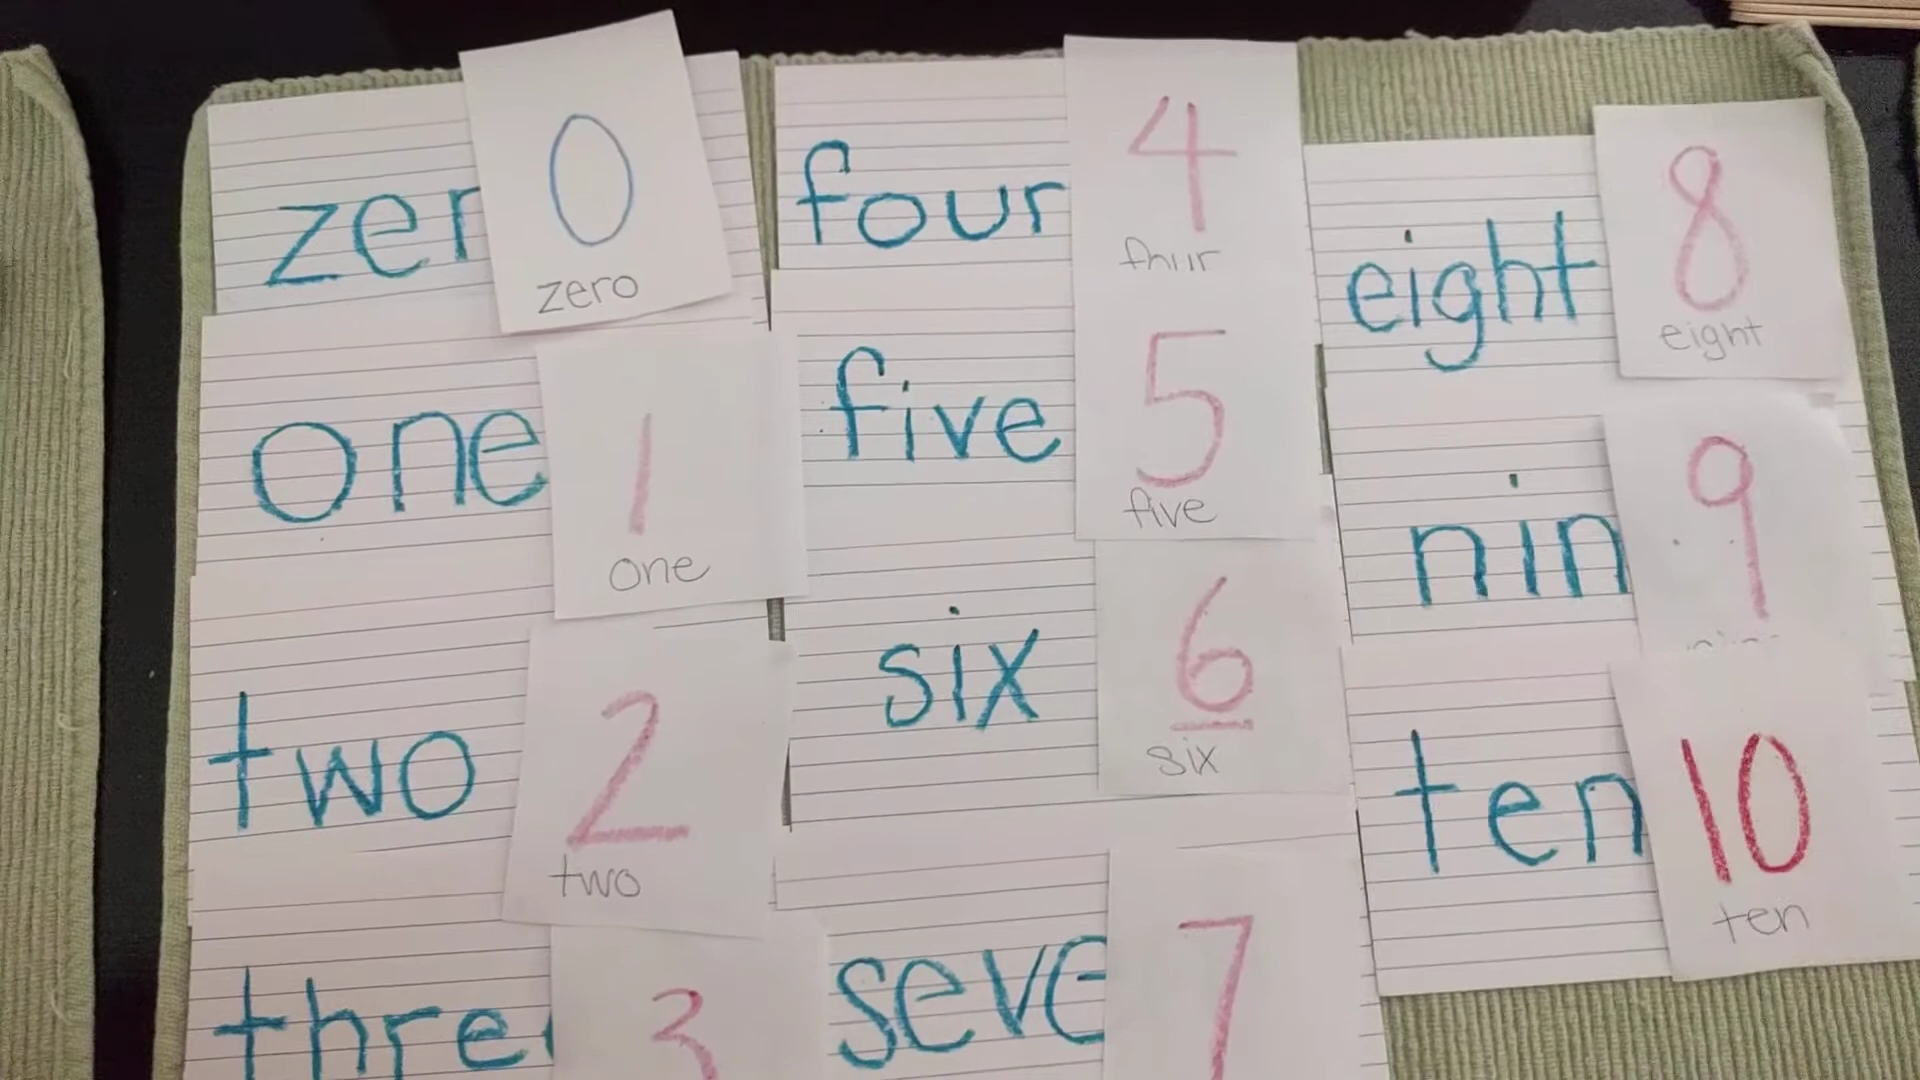 zer
0
zero
one
1
one
two
2
two
thre
3
four
4
five
5
five
six
6
six
seve
7
eight
8
eight
nin
9
ten
10
ten